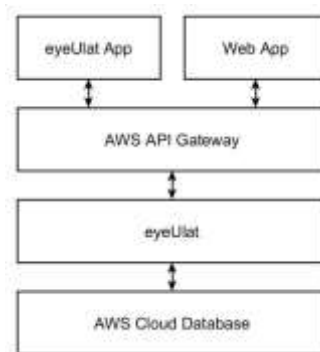 eyeUlat App
Web App
AWS API Gateway
eyeUlat
AWS Cloud Database